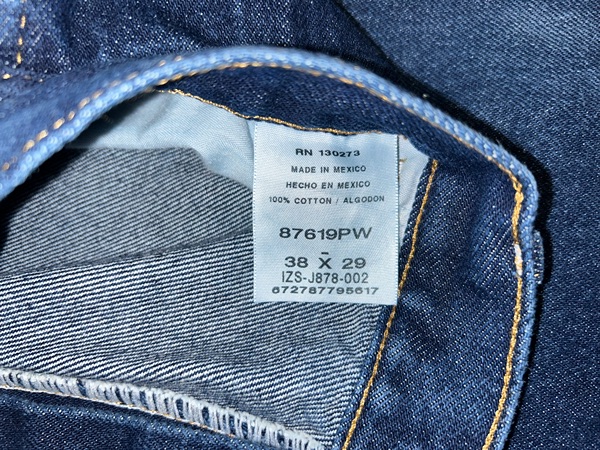 RN 130273
MADE IN MEXICO
HECHO EN MEXICO
100% COTTON / ALGODON
87619PW
-
38 X 29
IZS-J878-002
672787795617